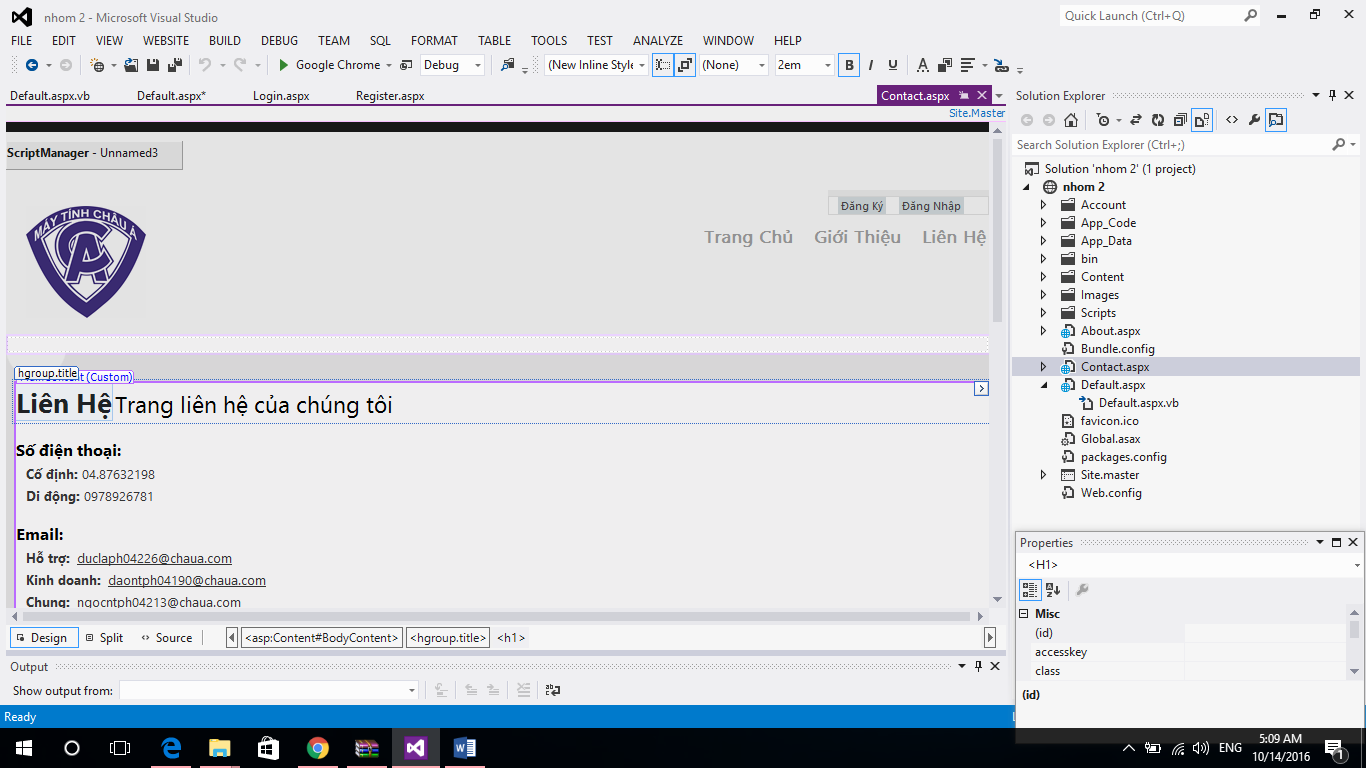 nhom 2 - Microsoft Visual Studio
Quick Launch (Ctrl+Q)
FILE EDIT VIEW WEBSITE BUILD DEBUG TEAM SQL FORMAT TABLE TOOLS TEST ANALYZE WINDOW HELP
Google Chrome Debug (New Inline Style (None) 2em B I U A
Default.aspx.vb Default.aspx* Login.aspx Register.aspx Contact.aspx
Site.Master
ScriptManager - Unnamed3
MÁY TÍNH CHÂU Á
CA
Đăng Ký Đăng Nhập
Trang Chủ Giới Thiệu Liên Hệ
hgroup.title
(Custom)
Liên Hệ Trang liên hệ của chúng tôi
Số điện thoại:
Cố định: 04.87632198
Di động: 0978926781
Email:
Hỗ trợ: duclaph04226@chaua.com
Kinh doanh: daontph04190@chaua.com
Chung: ngocntph04213@chaua.com
Design Split Source <asp:Content#BodyContent> <hgroup.title> <h1>
Output
Show output from:
Ready
Solution Explorer
Search Solution Explorer (Ctrl+;)
Solution 'nhom 2' (1 project)
nhom 2
Account
App_Code
App_Data
bin
Content
Images
Scripts
About.aspx
Bundle.config
Contact.aspx
Default.aspx
Default.aspx.vb
favicon.ico
Global.asax
packages.config
Site.master
Web.config
Properties
<H1>
Misc
(id)
accesskey
class
(id)
ENG
5:09 AM
10/14/2016
1